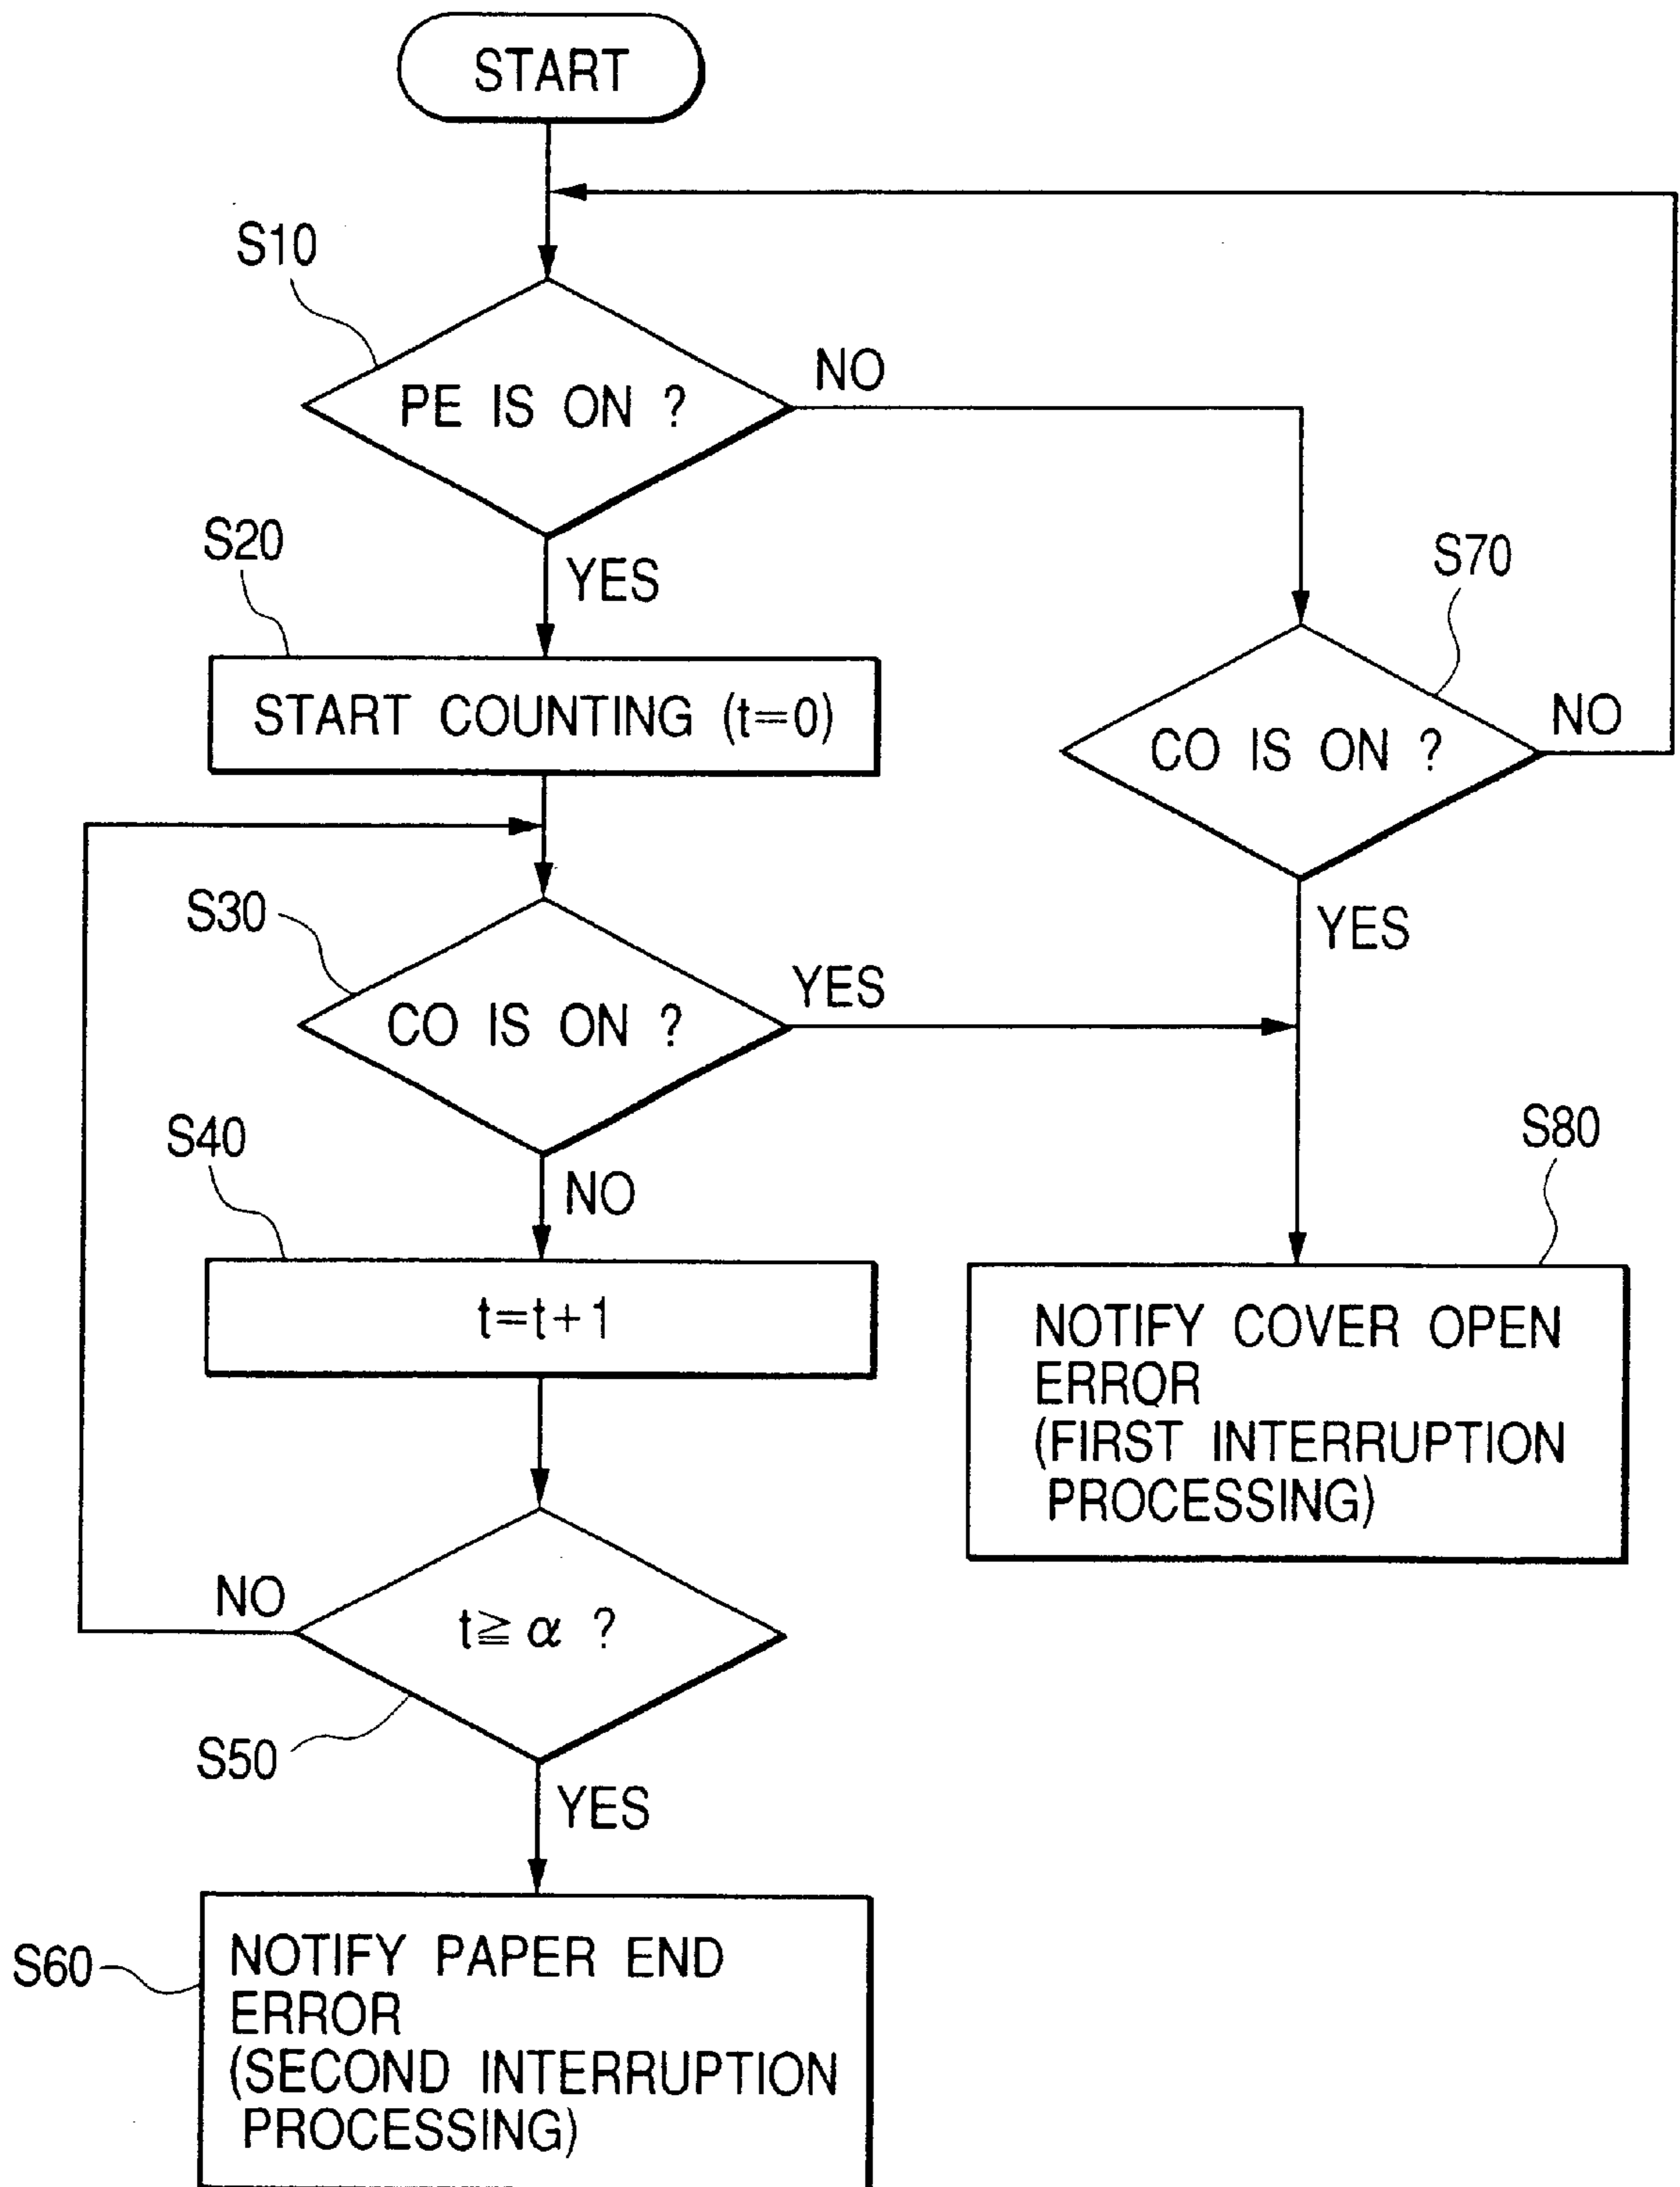 START
S10
PE IS ON ?
NO
YES
S20
START COUNTING (t=0)
S70
CO IS ON ?
NO
YES
S30
CO IS ON ?
YES
NO
S40
t=t+1
S80
NOTIFY COVER OPEN
ERROR
(FIRST INTERRUPTION
PROCESSING)
NO
t≧α ?
S50
YES
S60
NOTIFY PAPER END
ERROR
(SECOND INTERRUPTION
PROCESSING)